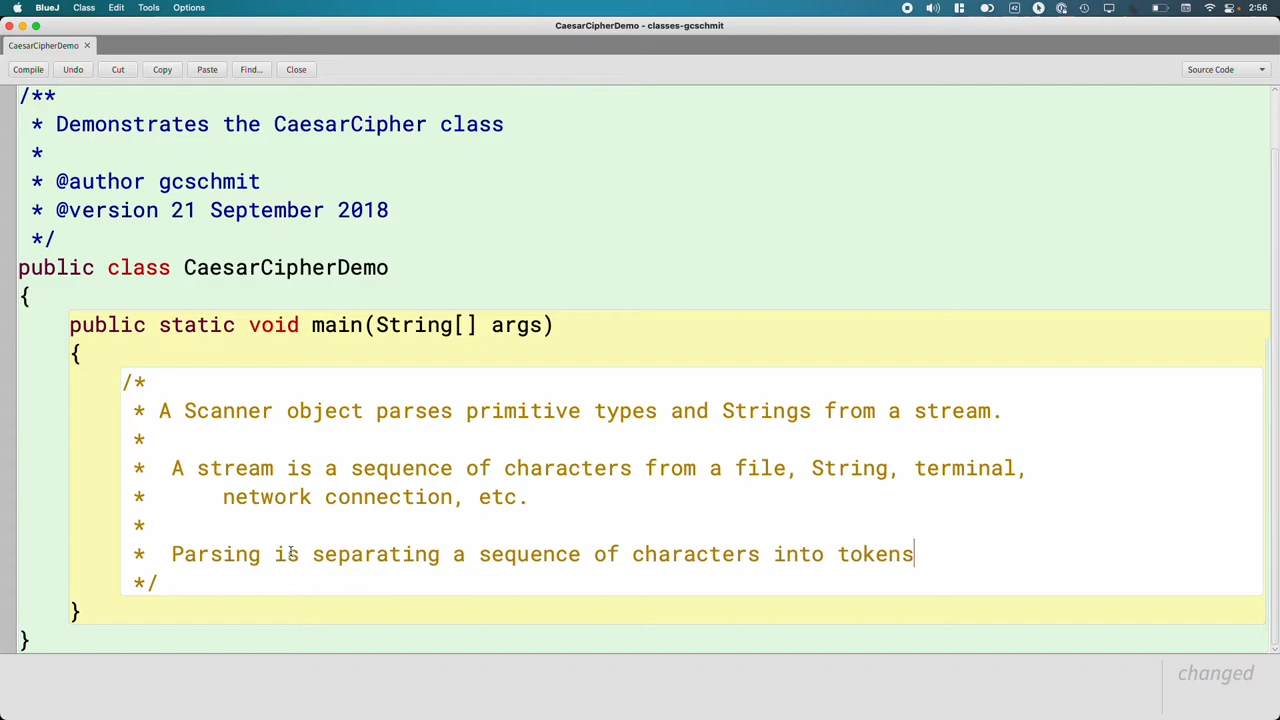 BlueJ Class Edit Tools Options 42 2:56
CaesarCipherDemo - classes-gcschmit
CaesarCipherDemo ×
Compile Undo Cut Copy Paste Find... Close Source Code
/**
* Demonstrates the CaesarCipher class
*
* @author gcschmit
* @version 21 September 2018
*/
public class CaesarCipherDemo
{
public static void main(String[] args)
{
/*
* A Scanner object parses primitive types and Strings from a stream.
*
* A stream is a sequence of characters from a file, String, terminal,
* network connection, etc.
*
* Parsing is separating a sequence of characters into tokens
*/
}
}
changed